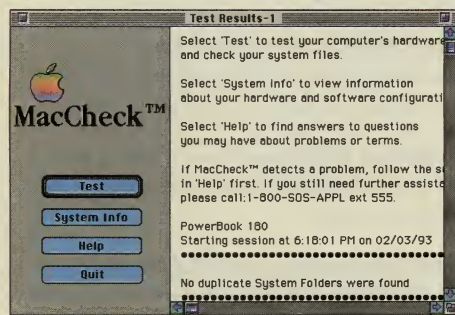 Test Results-1
MacCheck™
Test
System Info
Help
Quit
Select 'Test' to test your computer's hardware
and check your system files.
Select 'System Info' to view information
about your hardware and software configurati
Select 'Help' to find answers to questions
you may have about problems or terms.
If MacCheck™ detects a problem, follow the s
in 'Help' first. If you still need further assista
please call:1-800-SOS-APPL ext 555.
PowerBook 180
Starting session at 6:18:01 PM on 02/03/93
No duplicate System Folders were found